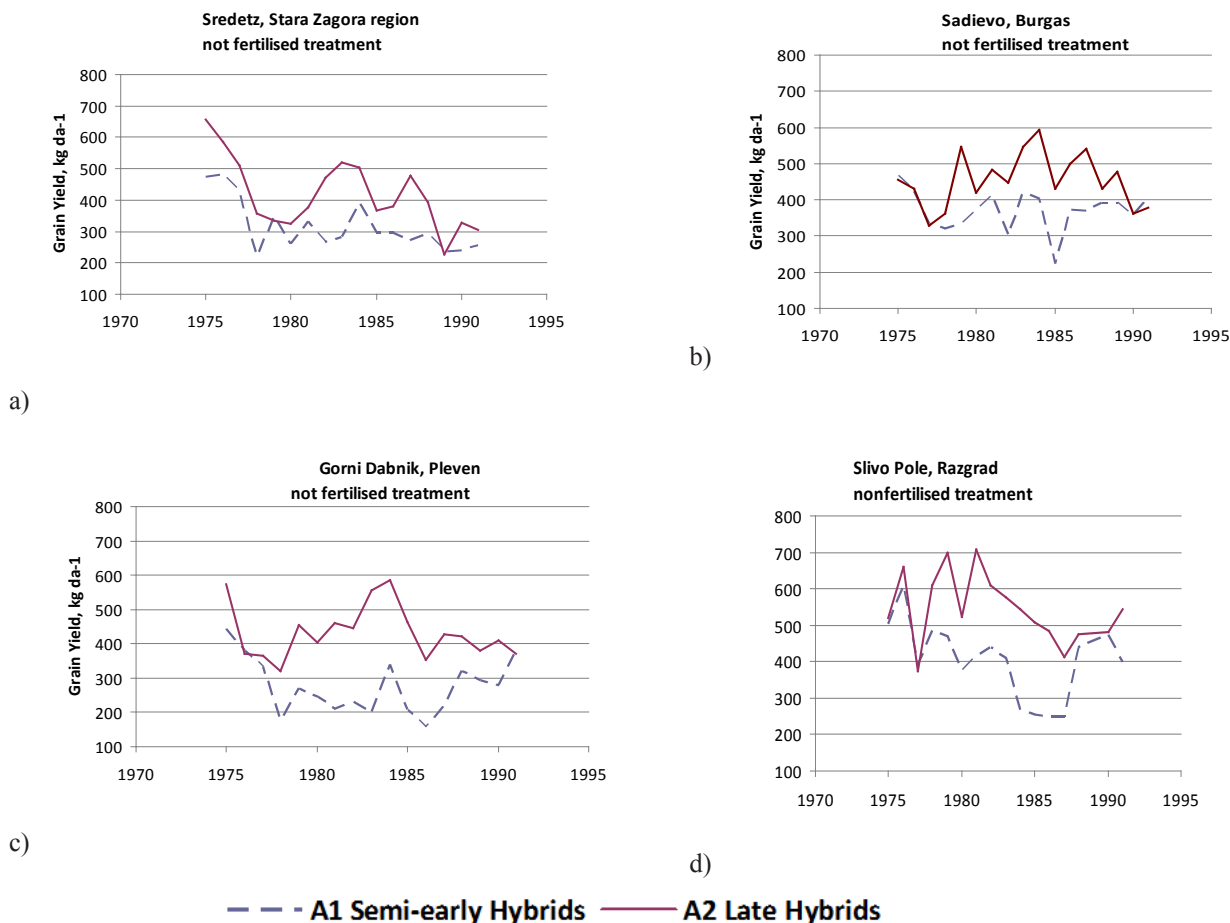 Sredetz, Stara Zagora region
not fertilised treatment
Grain Yield, kg da-1
800
700
600
500
400
300
200
100
1970 1975 1980 1985 1990 1995
a)
Sadievo, Burgas
not fertilised treatment
Grain Yield, kg da-1
800
700
600
500
400
300
200
100
1970 1975 1980 1985 1990 1995
b)
Gorni Dabnik, Pleven
not fertilised treatment
Grain Yield, kg da-1
800
700
600
500
400
300
200
100
1970 1975 1980 1985 1990 1995
c)
Slivo Pole, Razgrad
nonfertilised treatment
800
700
600
500
400
300
200
100
1970 1975 1980 1985 1990 1995
d)
A1 Semi-early Hybrids A2 Late Hybrids